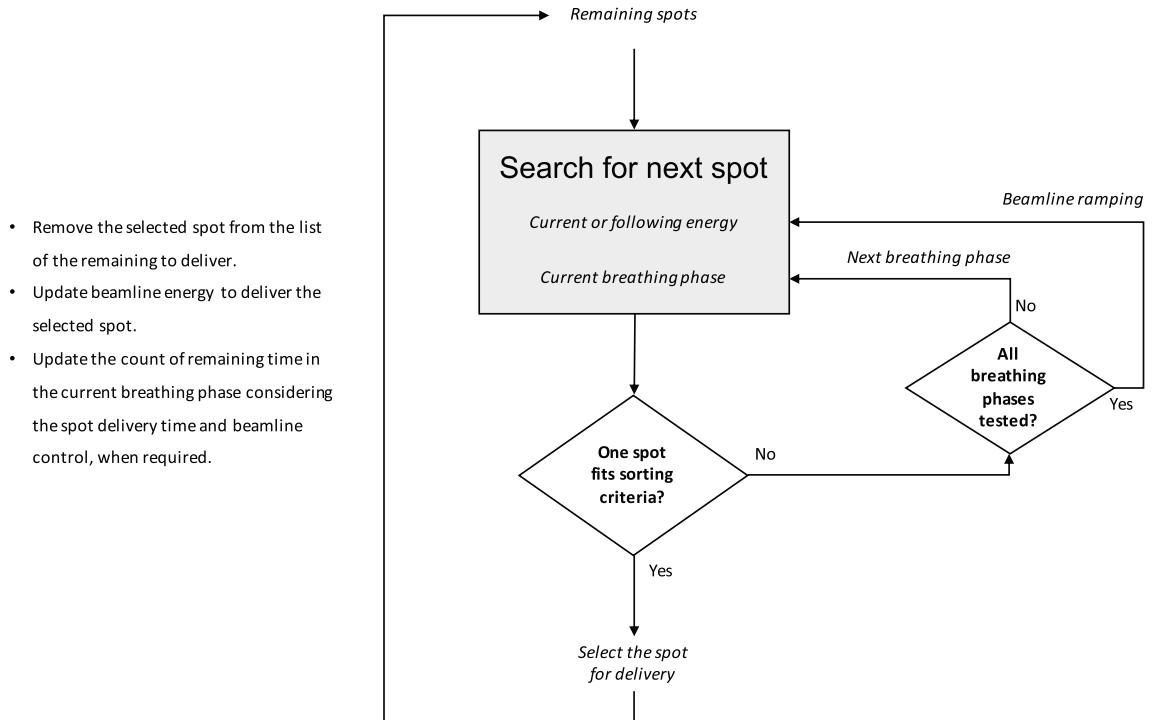 Remaining spots
Search for next spot
Current or following energy
Current breathing phase
Beamline ramping
Next breathing phase
No
All
breathing
phases
tested?
Yes
One spot
fits sorting
criteria?
No
Yes
Select the spot
for delivery
• Remove the selected spot from the list
of the remaining to deliver.
• Update beamline energy to deliver the
selected spot.
• Update the count of remaining time in
the current breathing phase considering
the spot delivery time and beamline
control, when required.